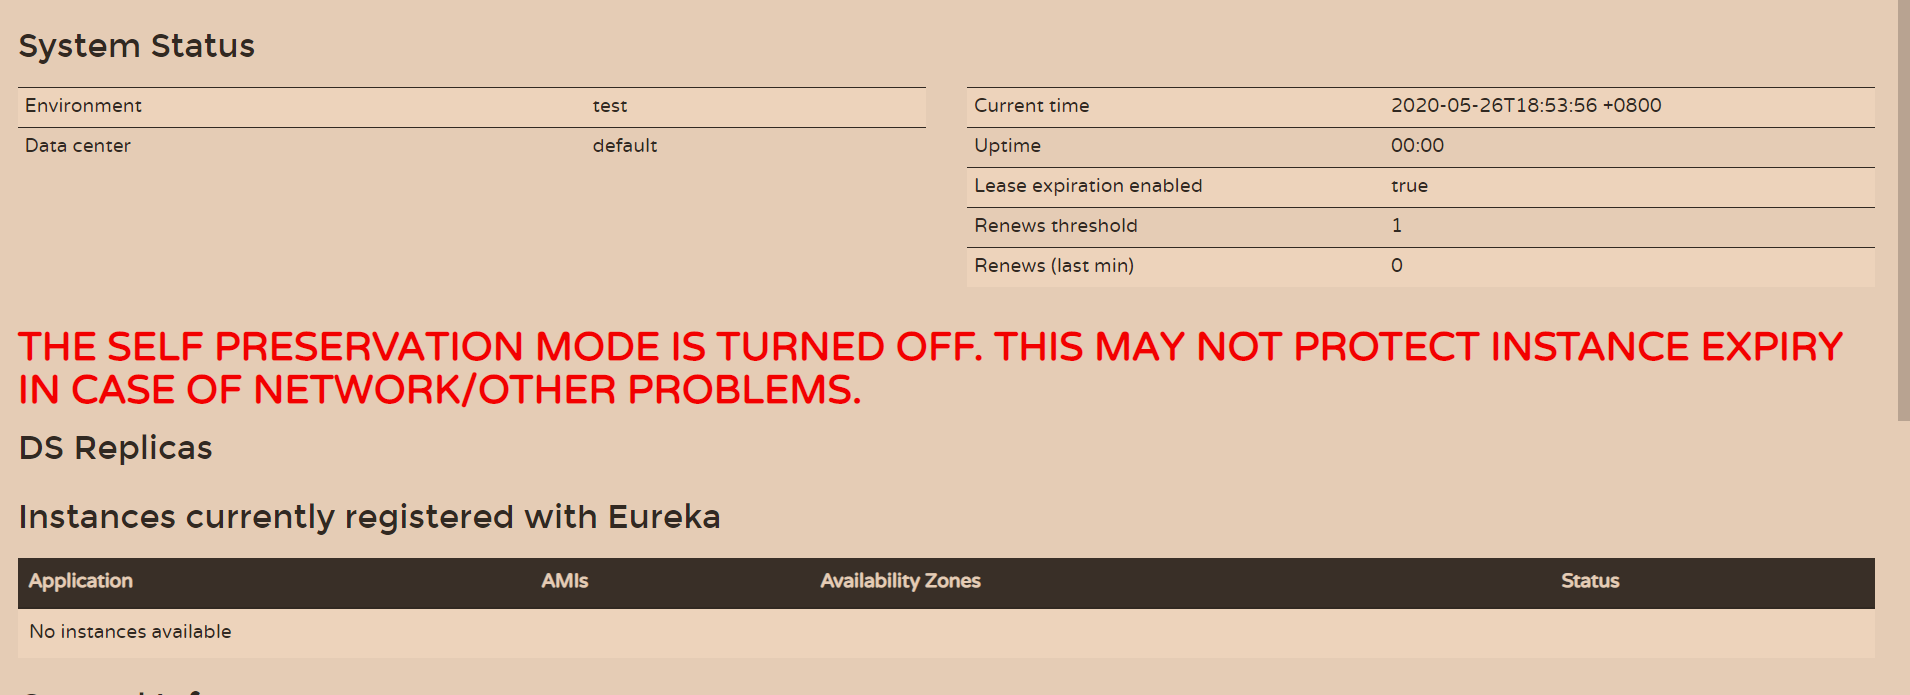 System Status
Environment test
Data center default
Current time 2020-05-26T18:53:56 +0800
Uptime 00:00
Lease expiration enabled true
Renews threshold 1
Renews (last min) 0
THE SELF PRESERVATION MODE IS TURNED OFF. THIS MAY NOT PROTECT INSTANCE EXPIRY
IN CASE OF NETWORK/OTHER PROBLEMS.
DS Replicas
Instances currently registered with Eureka
Application AMIs Availability Zones Status
No instances available